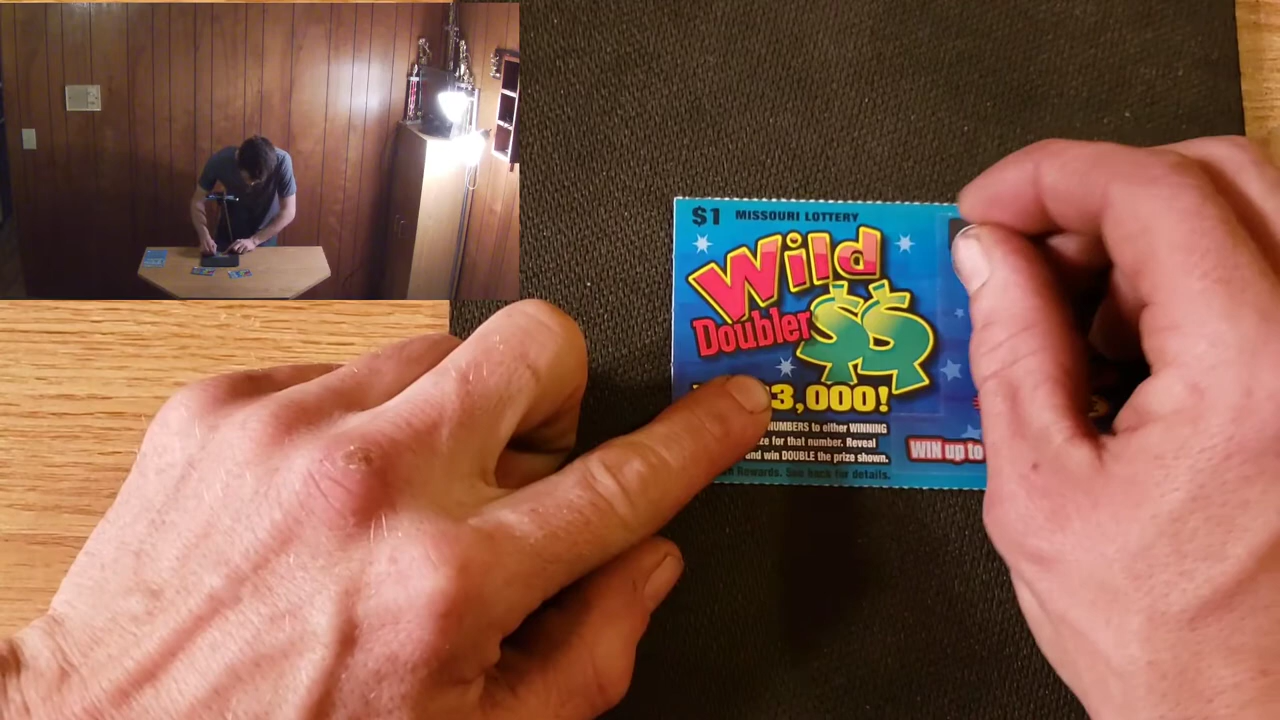 $1 MISSOURI LOTTERY
Wild
Doubler
$$
3,000!
NUMBERS to either WINNING
for that number. Reveal
and win DOUBLE the prize shown.
Rewards. See back for details.
WIN up to